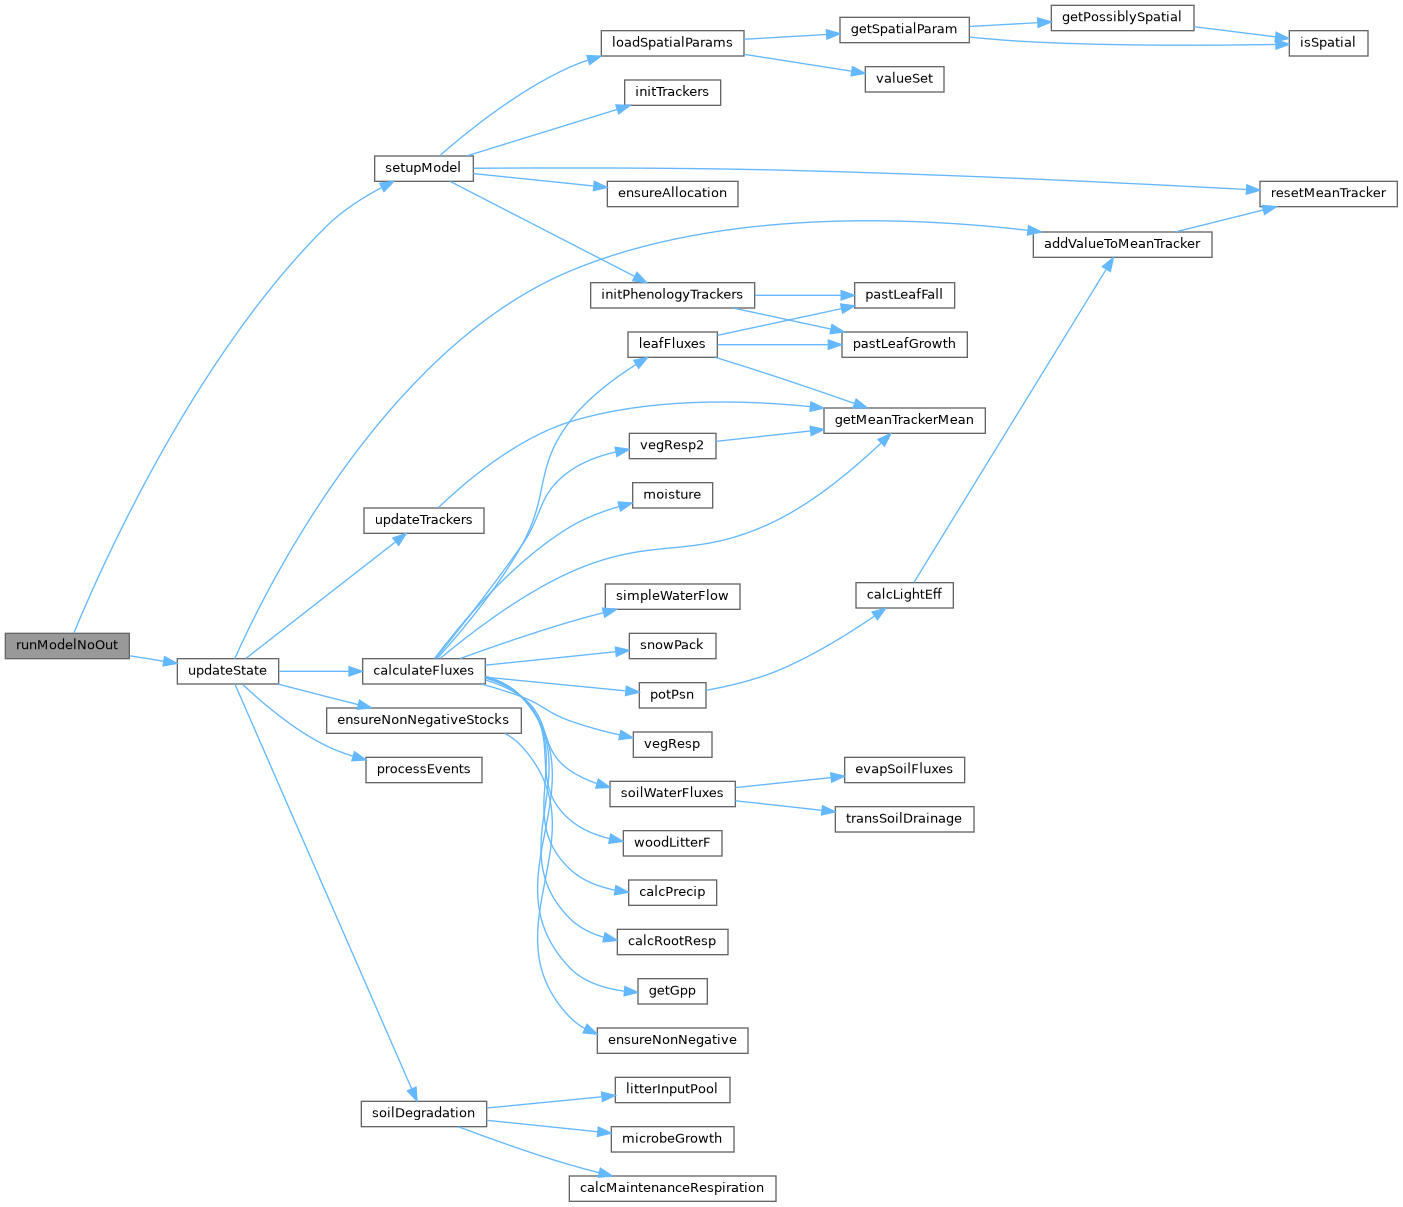 getPossiblySpatial
getSpatialParam
loadSpatialParams
isSpatial
valueSet
initTrackers
setupModel
ensureAllocation
resetMeanTracker
addValueToMeanTracker
initPhenologyTrackers
pastLeafFall
leafFluxes
pastLeafGrowth
getMeanTrackerMean
vegResp2
moisture
updateTrackers
simpleWaterFlow
calcLightEff
runModelNoOut
snowPack
updateState
calculateFluxes
potPsn
ensureNonNegativeStocks
vegResp
processEvents
evapSoilFluxes
soilWaterFluxes
transSoilDrainage
woodLitterF
calcPrecip
calcRootResp
getGpp
ensureNonNegative
litterInputPool
soilDegradation
microbeGrowth
calcMaintenanceRespiration